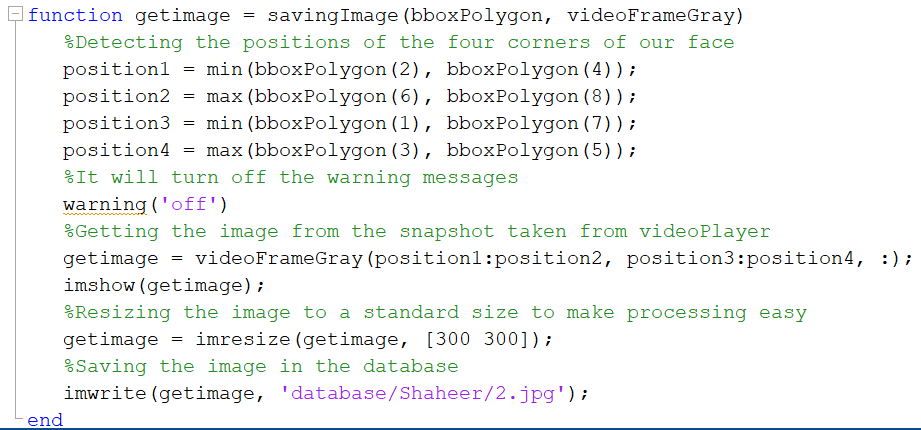 function getimage = savingImage(bboxPolygon, videoFrameGray)
%Detecting the positions of the four corners of our face
position1 = min(bboxPolygon(2), bboxPolygon(4));
position2 = max(bboxPolygon(6), bboxPolygon(8));
position3 = min(bboxPolygon(1), bboxPolygon(7));
position4 = max(bboxPolygon(3), bboxPolygon(5));
%It will turn off the warning messages
warning('off')
%Getting the image from the snapshot taken from videoPlayer
getimage = videoFrameGray(position1:position2, position3:position4, :);
imshow(getimage);
%Resizing the image to a standard size to make processing easy
getimage = imresize(getimage, [300 300]);
%Saving the image in the database
imwrite(getimage, 'database/Shaheer/2.jpg');
end